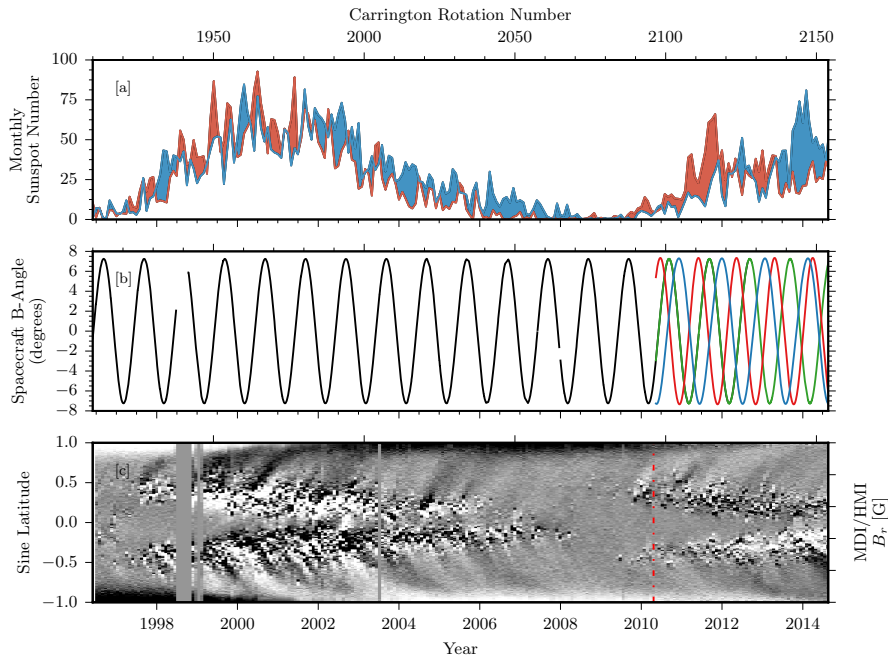 Carrington Rotation Number
1950 2000 2050 2100 2150
100
75
50
25
0
Monthly
Sunspot Number
[a]
8
6
4
2
0
−2
−4
−6
−8
Spacecraft B-Angle
(degrees)
[b]
1.0
0.5
0.0
−0.5
−1.0
Sine Latitude
[c]
MDI/HMI
B_r [G]
1998 2000 2002 2004 2006 2008 2010 2012 2014
Year